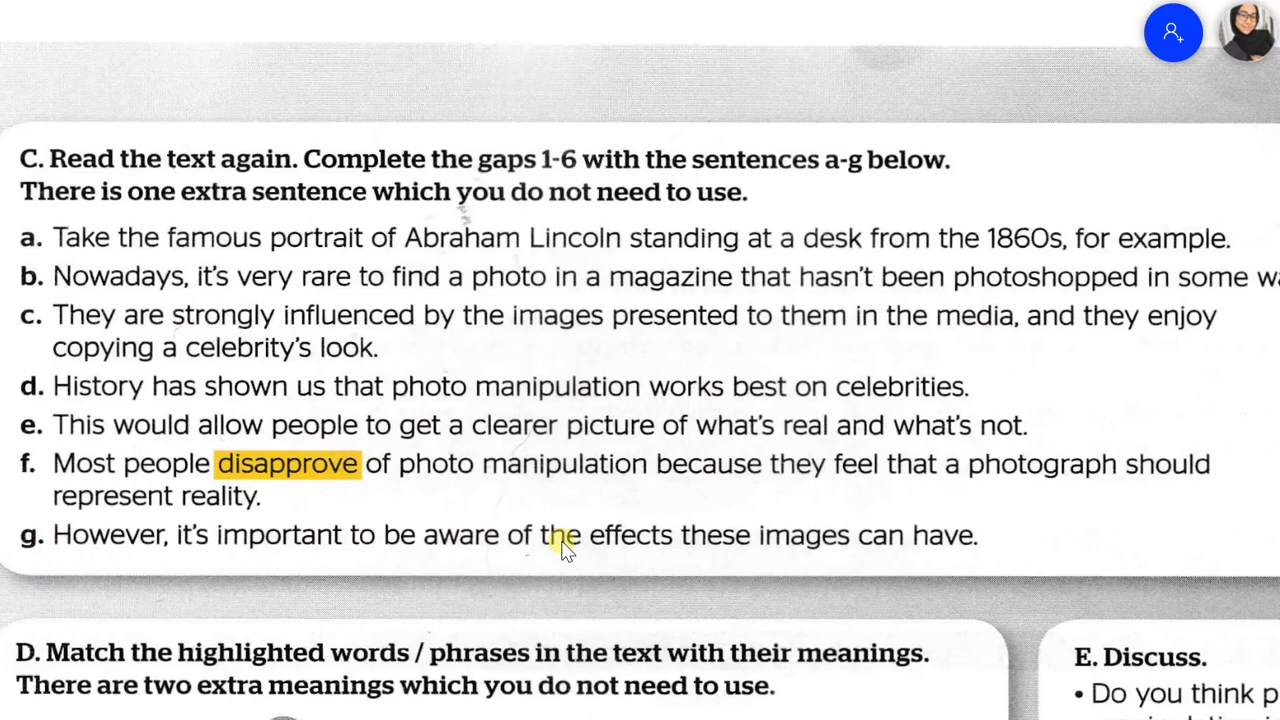 C. Read the text again. Complete the gaps 1-6 with the sentences a-g below.
There is one extra sentence which you do not need to use.
a. Take the famous portrait of Abraham Lincoln standing at a desk from the 1860s, for example.
b. Nowadays, it's very rare to find a photo in a magazine that hasn't been photoshopped in some
c. They are strongly influenced by the images presented to them in the media, and they enjoy
copying a celebrity's look.
d. History has shown us that photo manipulation works best on celebrities.
e. This would allow people to get a clearer picture of what's real and what's not.
f. Most people disapprove of photo manipulation because they feel that a photograph should
represent reality.
g. However, it's important to be aware of the effects these images can have.
D. Match the highlighted words / phrases in the text with their meanings.
There are two extra meanings which you do not need to use.
E. Discuss.
• Do you think